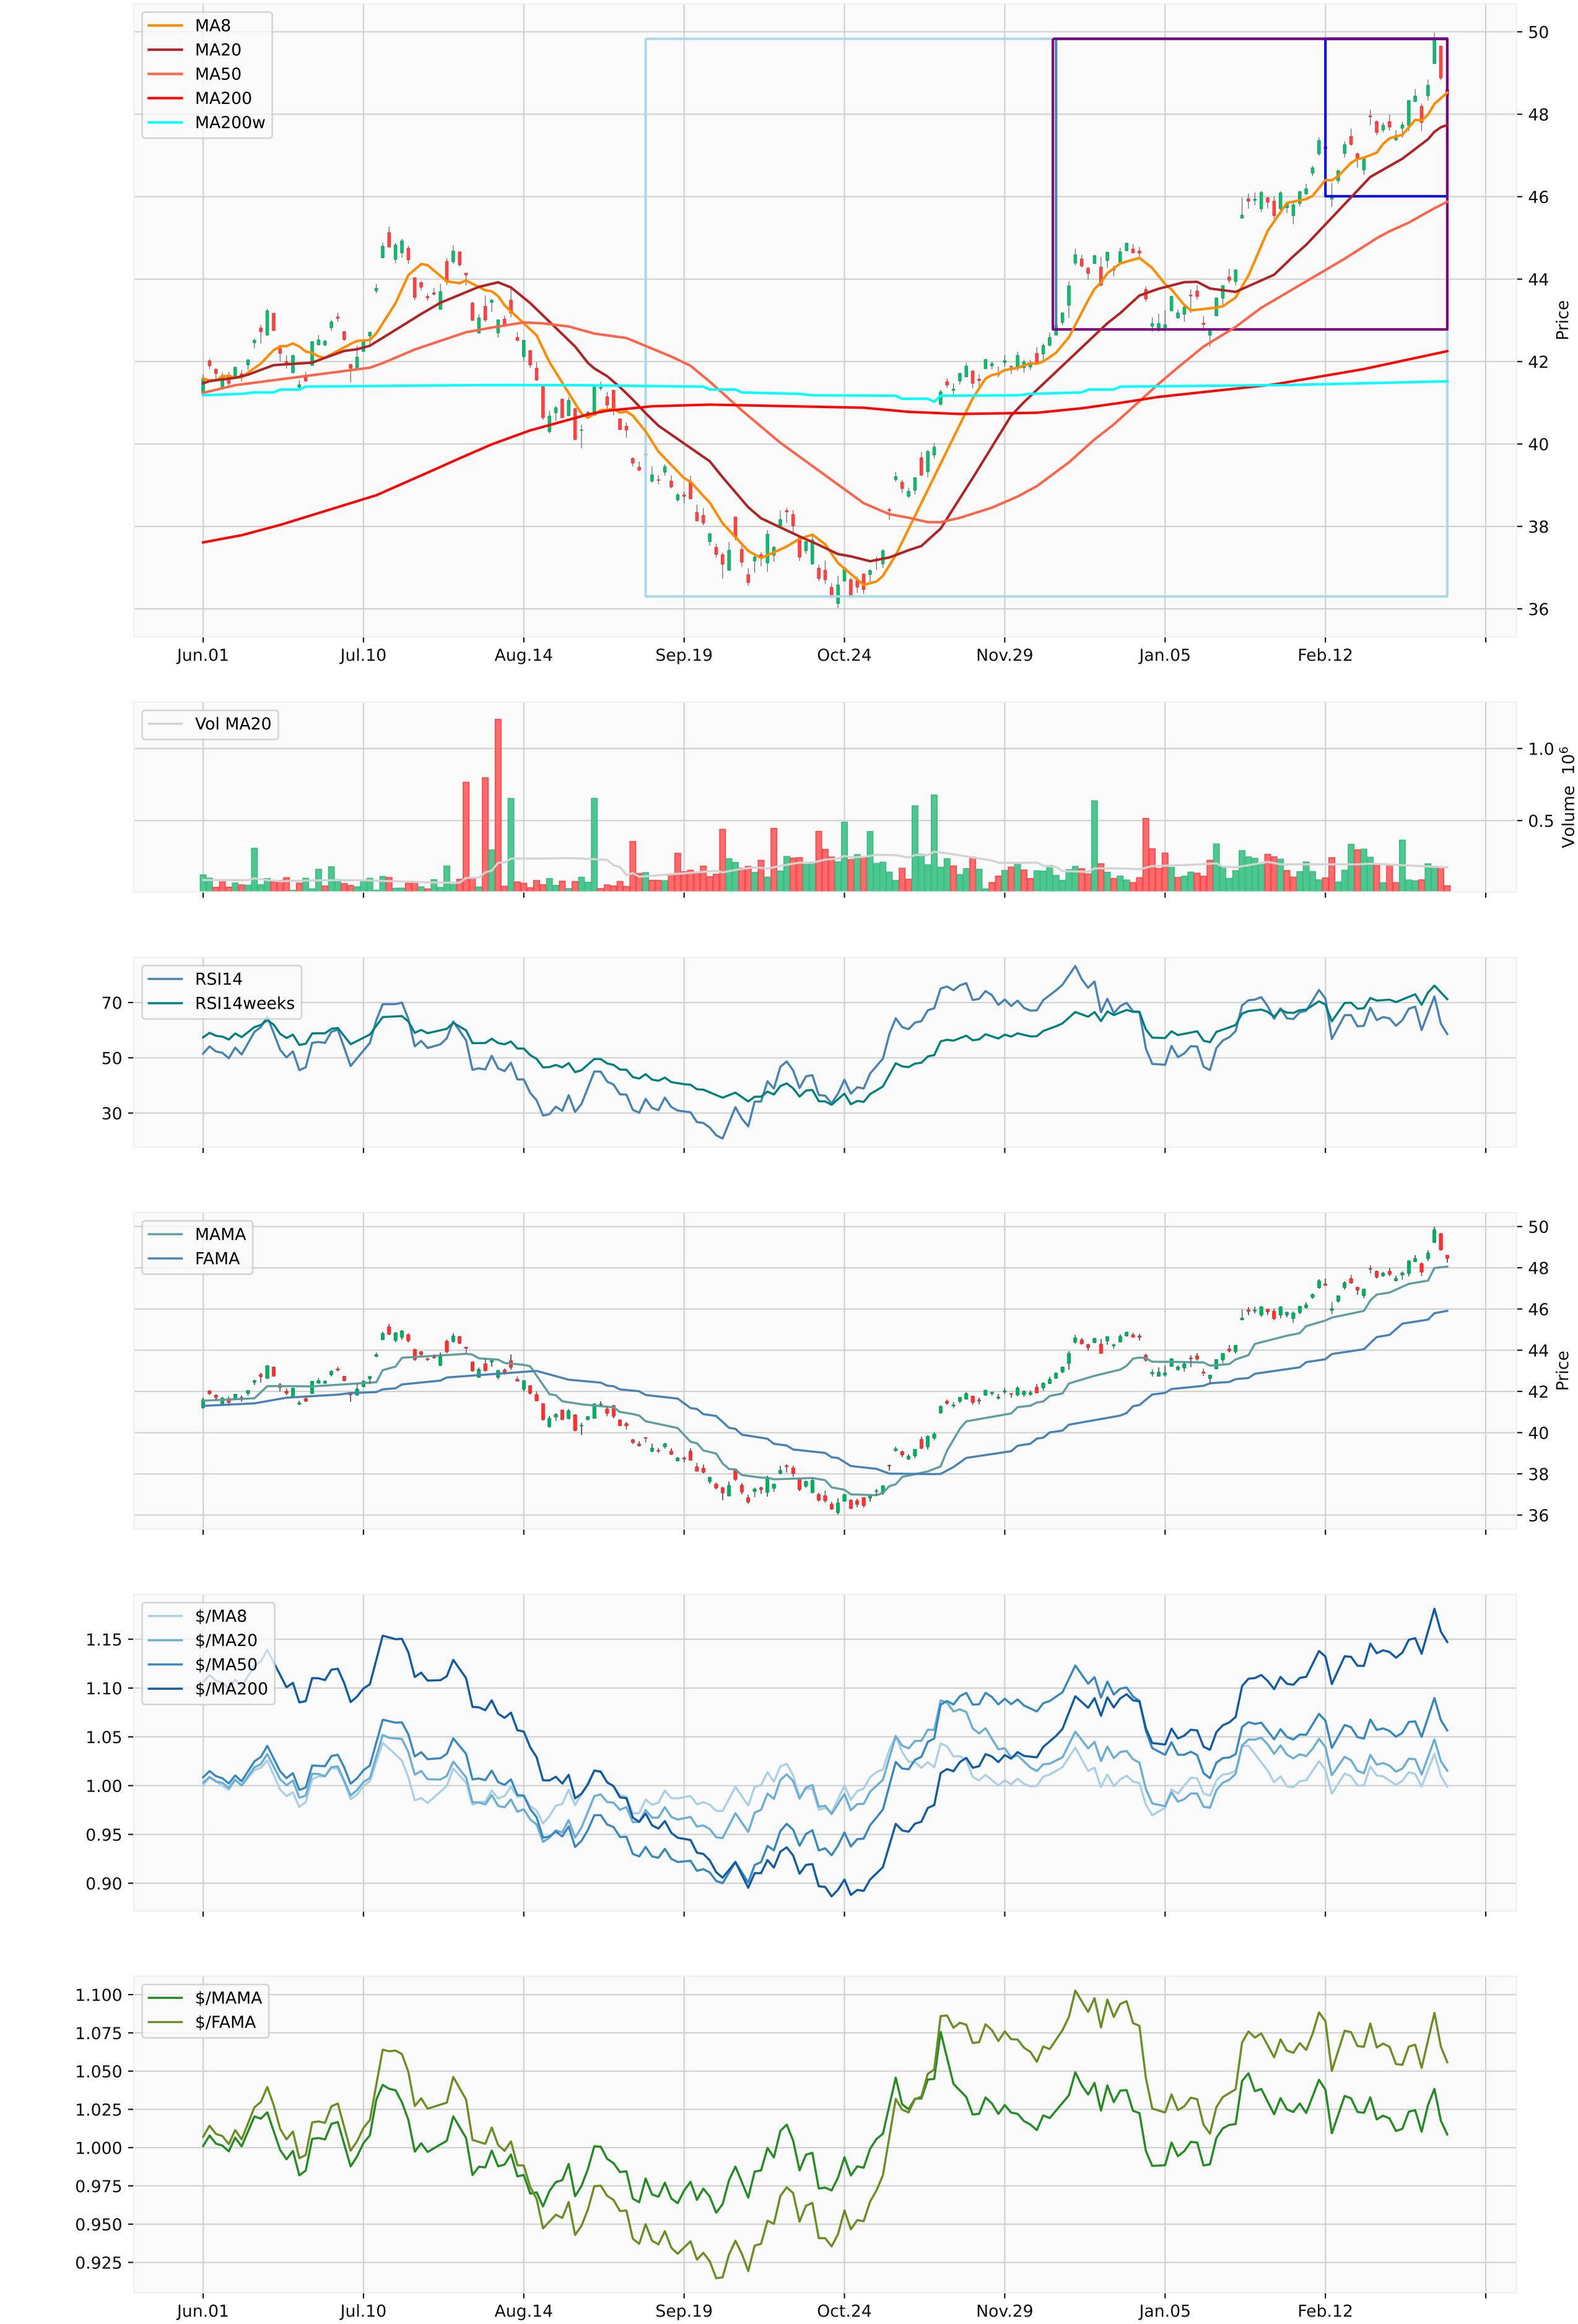 MA8
MA20
MA50
MA200
MA200w
50
48
46
44
42
40
38
36
Price
Jun.01 Jul.10 Aug.14 Sep.19 Oct.24 Nov.29 Jan.05 Feb.12
Vol MA20
1.0
0.5
Volume 10⁶
RSI14
RSI14weeks
70
50
30
MAMA
FAMA
50
48
46
44
42
40
38
36
Price
$/MA8
$/MA20
$/MA50
$/MA200
1.15
1.10
1.05
1.00
0.95
0.90
$/MAMA
$/FAMA
1.100
1.075
1.050
1.025
1.000
0.975
0.950
0.925
Jun.01 Jul.10 Aug.14 Sep.19 Oct.24 Nov.29 Jan.05 Feb.12